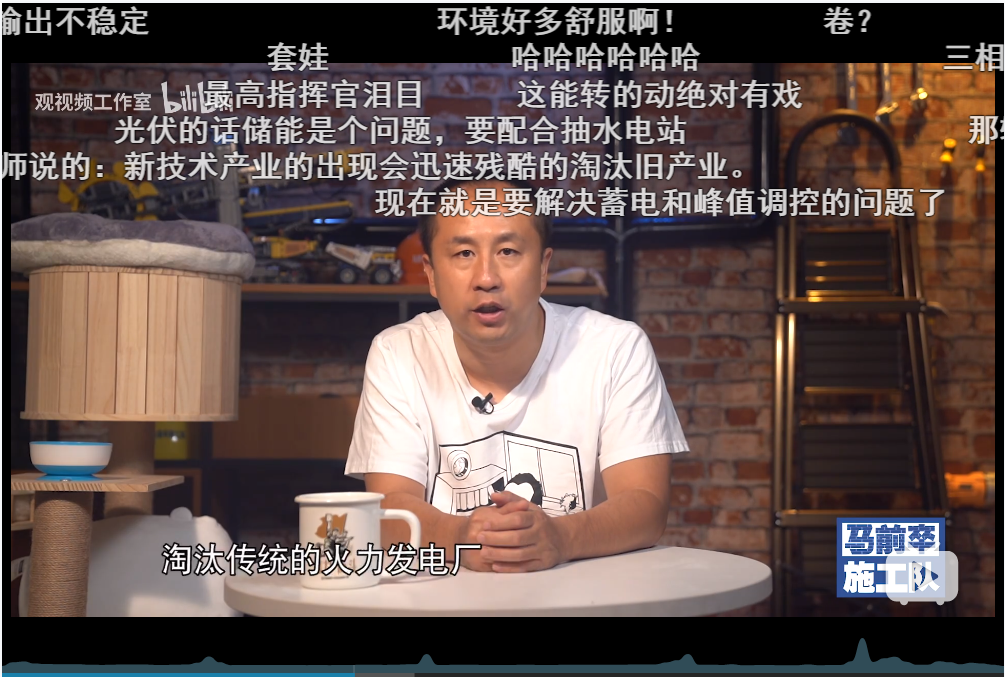 输出不稳定
环境好多舒服啊！
卷？
套娃
哈哈哈哈哈哈
三相
观视频工作室
bilibili
最高指挥官泪目
这能转的动绝对有戏
光伏的话储能是个问题，要配合抽水电站
那
师说的：新技术产业的出现会迅速残酷的淘汰旧产业。
现在就是要解决蓄电和峰值调控的问题了
淘汰传统的火力发电厂
马前卒
施工队